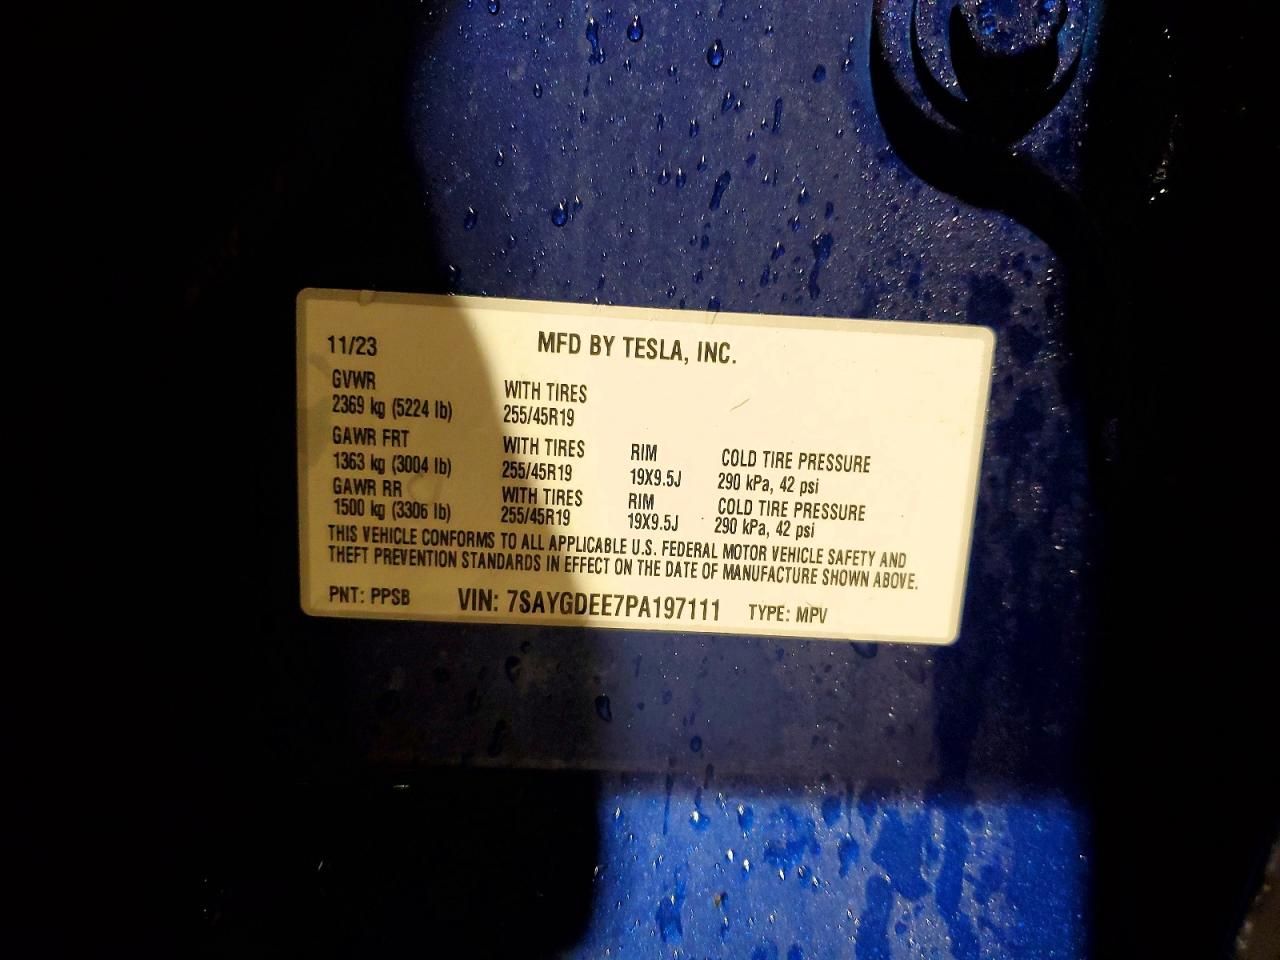 11/23 MFD BY TESLA, INC.
GVWR WITH TIRES
2369 kg (5224 lb) 255/45R19
GAWR FRT WITH TIRES RIM COLD TIRE PRESSURE
1363 kg (3004 lb) 255/45R19 19X9.5J 290 kPa, 42 psi
GAWR RR WITH TIRES RIM COLD TIRE PRESSURE
1500 kg (3306 lb) 255/45R19 19X9.5J 290 kPa, 42 psi
THIS VEHICLE CONFORMS TO ALL APPLICABLE U.S. FEDERAL MOTOR VEHICLE SAFETY AND
THEFT PREVENTION STANDARDS IN EFFECT ON THE DATE OF MANUFACTURE SHOWN ABOVE.
PNT: PPSB VIN: 7SAYGDEE7PA197111 TYPE: MPV